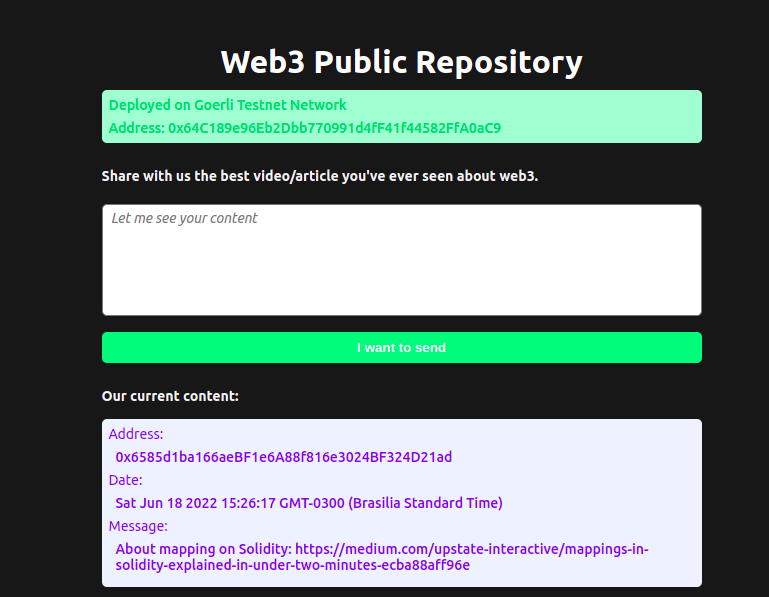 Web3 Public Repository
Deployed on Goerli Testnet Network
Address: 0x64C189e96Eb2Dbb770991d4fF41f44582FfA0aC9
Share with us the best video/article you've ever seen about web3.
Let me see your content
I want to send
Our current content:
Address:
0x6585d1ba166aeBF1e6A88f816e3024BF324D21ad
Date:
Sat Jun 18 2022 15:26:17 GMT-0300 (Brasilia Standard Time)
Message:
About mapping on Solidity: https://medium.com/upstate-interactive/mappings-in-
solidity-explained-in-under-two-minutes-ecba88aff96e